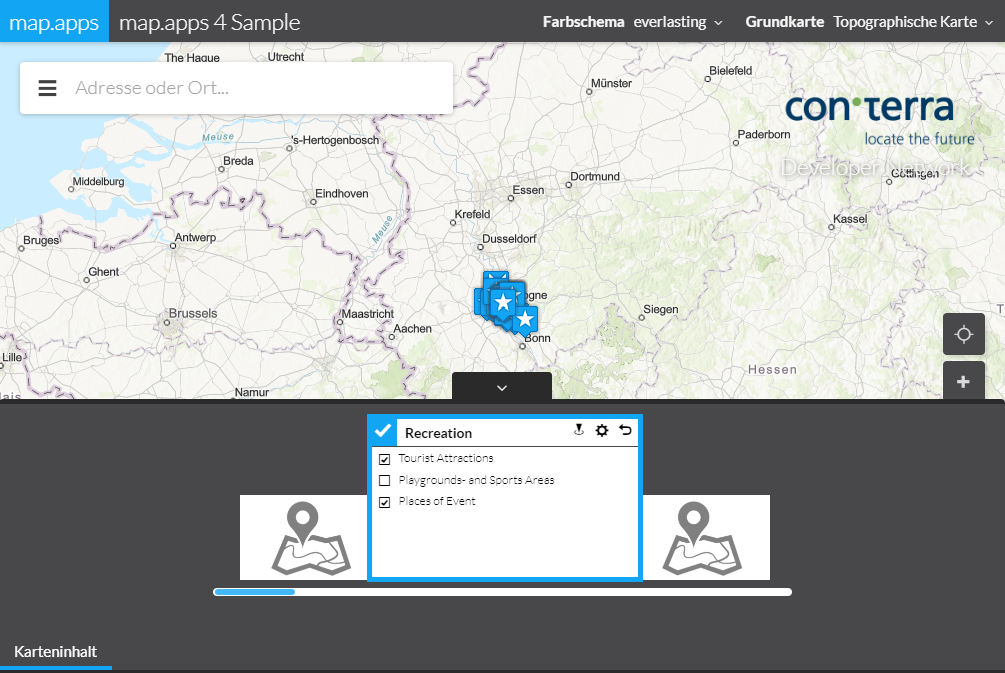 map.apps map.apps 4 Sample Farbschema everlasting Grundkarte Topographische Karte
The Hague Utrecht
Adresse oder Ort...
Münster
Bielefeld
con terra
locate the future
Developer Network
Meuse
's-Hertogenbosch
Paderborn
Breda
Göttingen
Middelburg
Eindhoven
Essen
Dortmund
Krefeld
Kassel
Meuse
Bruges
Antwerp
Dusseldorf
Ghent
ogne
Brussels
Maastricht
Siegen
Aachen
Bonn
Lille
Hessen
Namur
Recreation
Tourist Attractions
Playgrounds- and Sports Areas
Places of Event
Karteninhalt